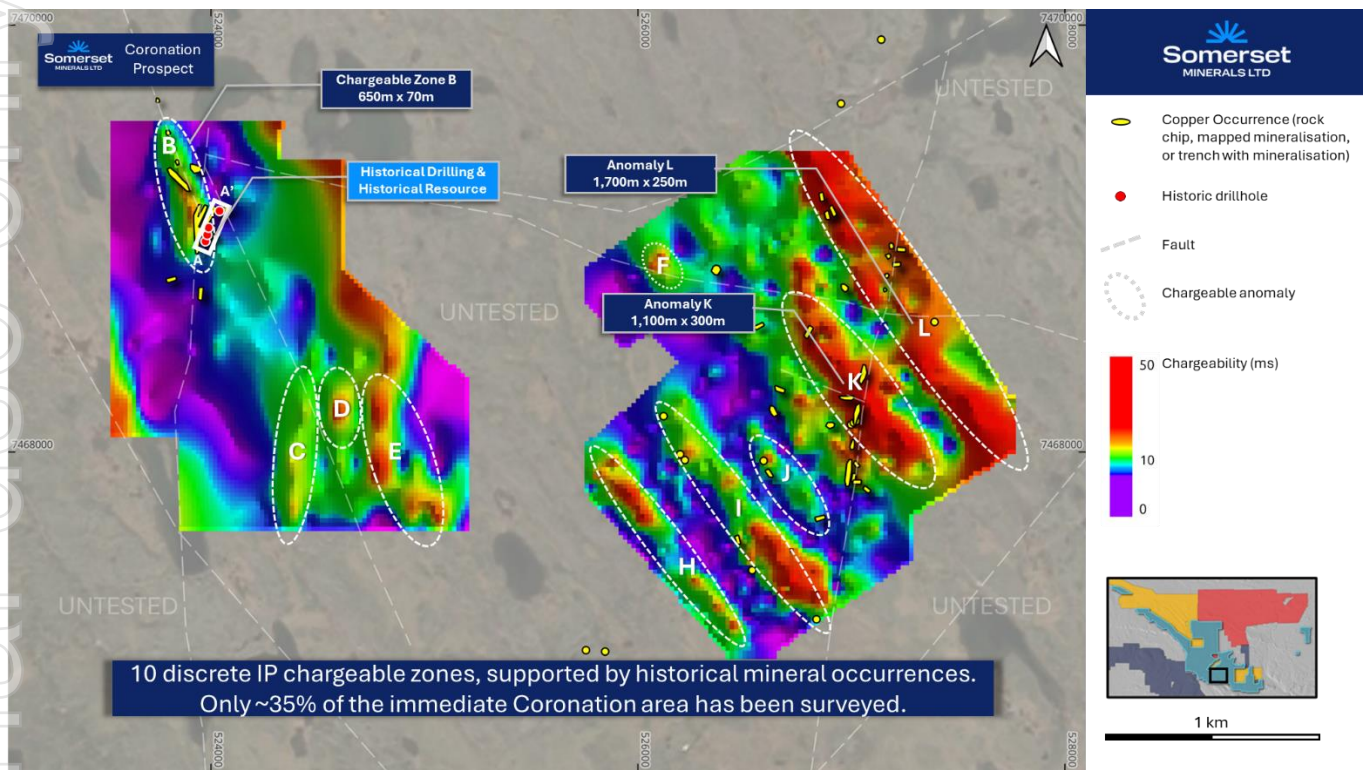 Somerset
MINERALS LTD
Coronation
Prospect
7470000
524000
526000
7470000
8000
Chargeable Zone B
650m x 70m
Historical Drilling &
Historical Resource
B
A'
A
UNTESTED
Anomaly L
1,700m x 250m
F
UNTESTED
Anomaly K
1,100m x 300m
L
K
7468000
7468000
C
D
E
J
I
H
UNTESTED
UNTESTED
10 discrete IP chargeable zones, supported by historical mineral occurrences.
Only ~35% of the immediate Coronation area has been surveyed.
524000
526000
528000
Somerset
MINERALS LTD
Copper Occurrence (rock
chip, mapped mineralisation,
or trench with mineralisation)
Historic drillhole
Fault
Chargeable anomaly
50 Chargeability (ms)
10
0
1 km